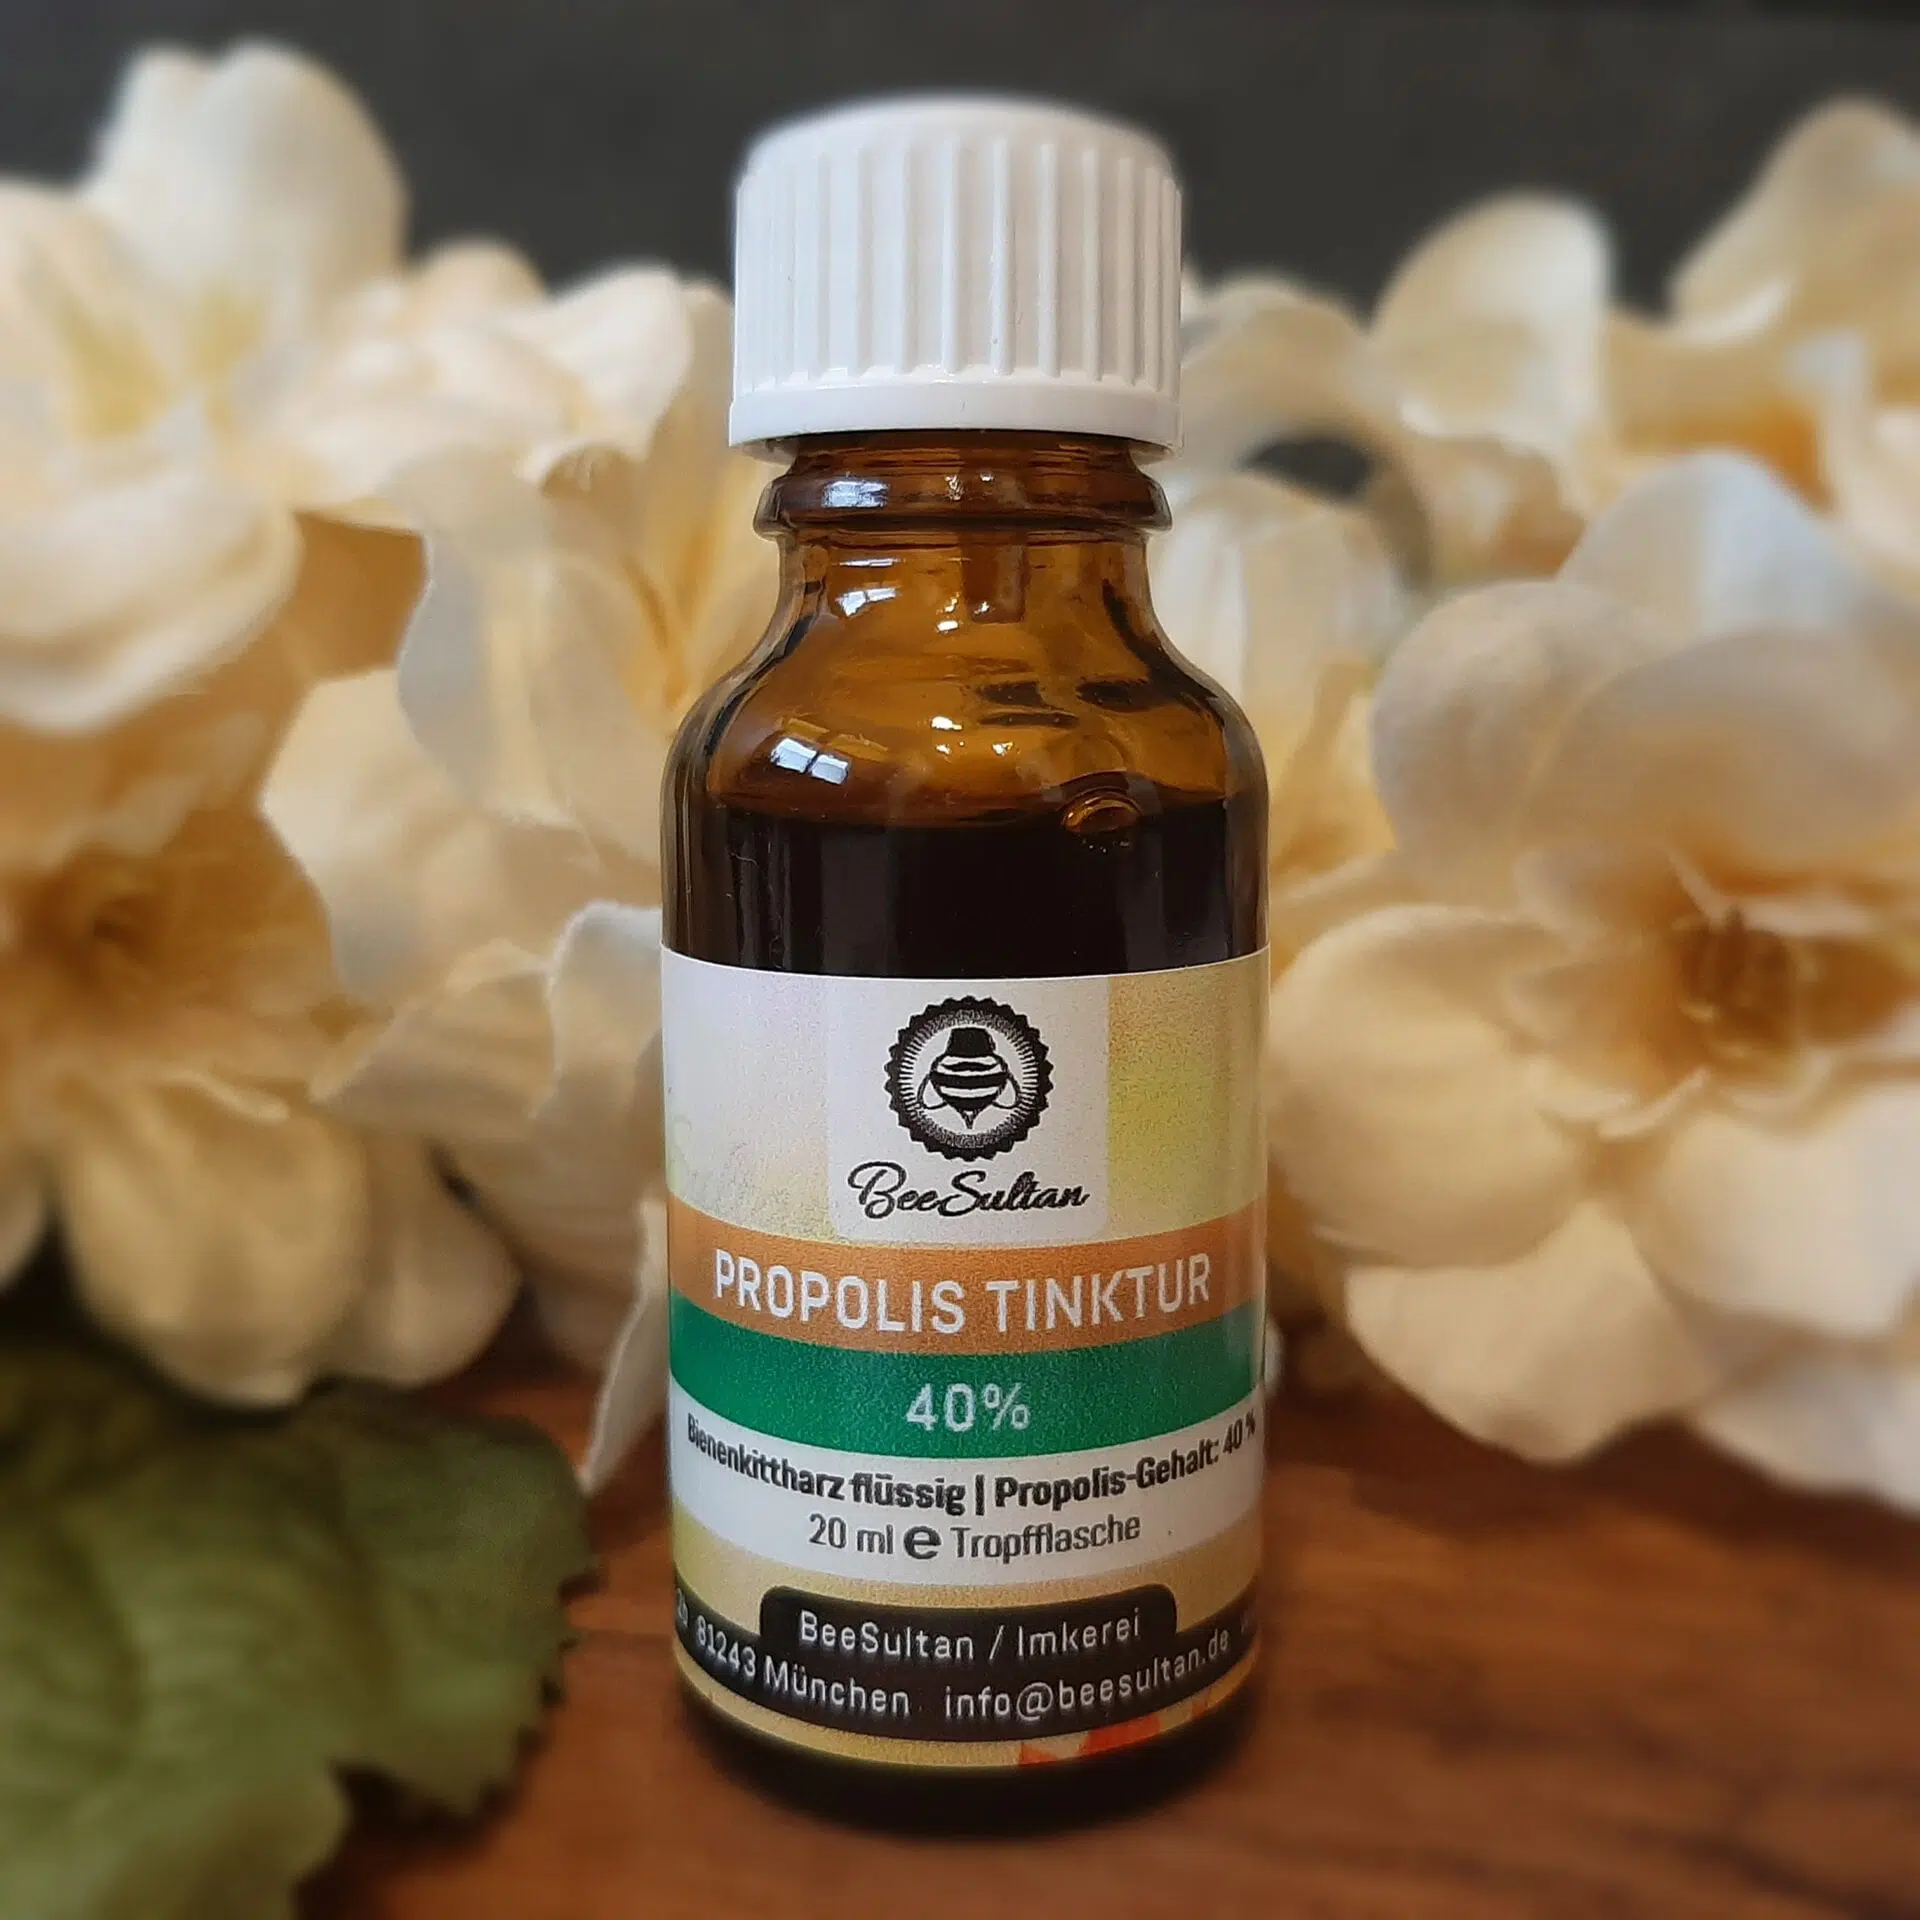 BeeSultan
PROPOLIS TINKTUR
40%
Bienenkittharz flüssig | Propolis-Gehalt: 40 %
20 ml e Tropfflasche
BeeSultan / Imkerei
81243 München info@beesultan.de